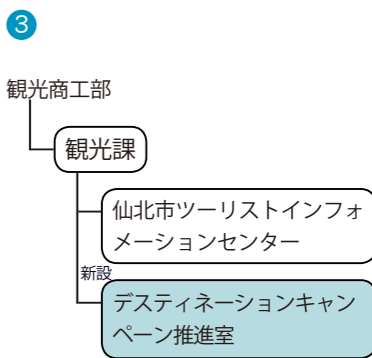 3
観光商工部
観光課
仙北市ツーリストインフォ
メーションセンター
新設
デスティネーションキャン
ペーン推進室